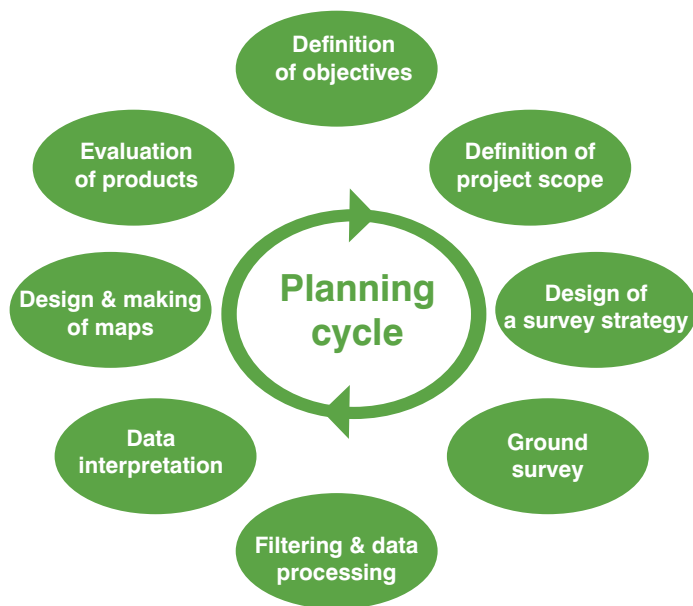 Definition
of objectives
Definition of
project scope
Design of
a survey strategy
Ground
survey
Filtering & data
processing
Data
interpretation
Design & making
of maps
Evaluation
of products
Planning
cycle